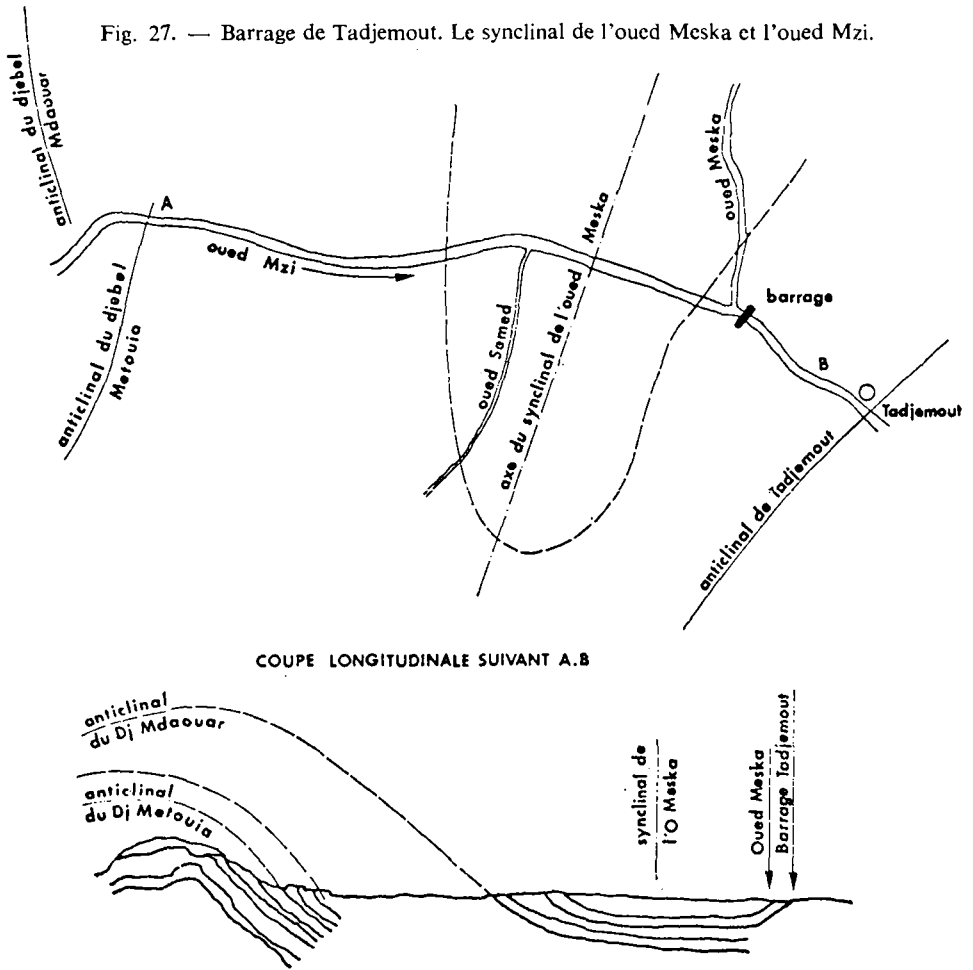 Fig. 27. — Barrage de Tadjemout. Le synclinal de l'oued Meska et l'oued Mzi.
anticlinal du djebel
Mdaouar
A
oued Mzi
anticlinal du djebel
Metouia
oued Samed
axe du synclinal de l'oued Meska
oued Meska
barrage
B
Tadjemout
anticlinal de Tadjemout
COUPE LONGITUDINALE SUIVANT A.B
anticlinal
du Dj Mdaouar
anticlinal
du Dj Metouia
synclinal de
l'O Meska
Oued Meska
Barrage Tadjemout